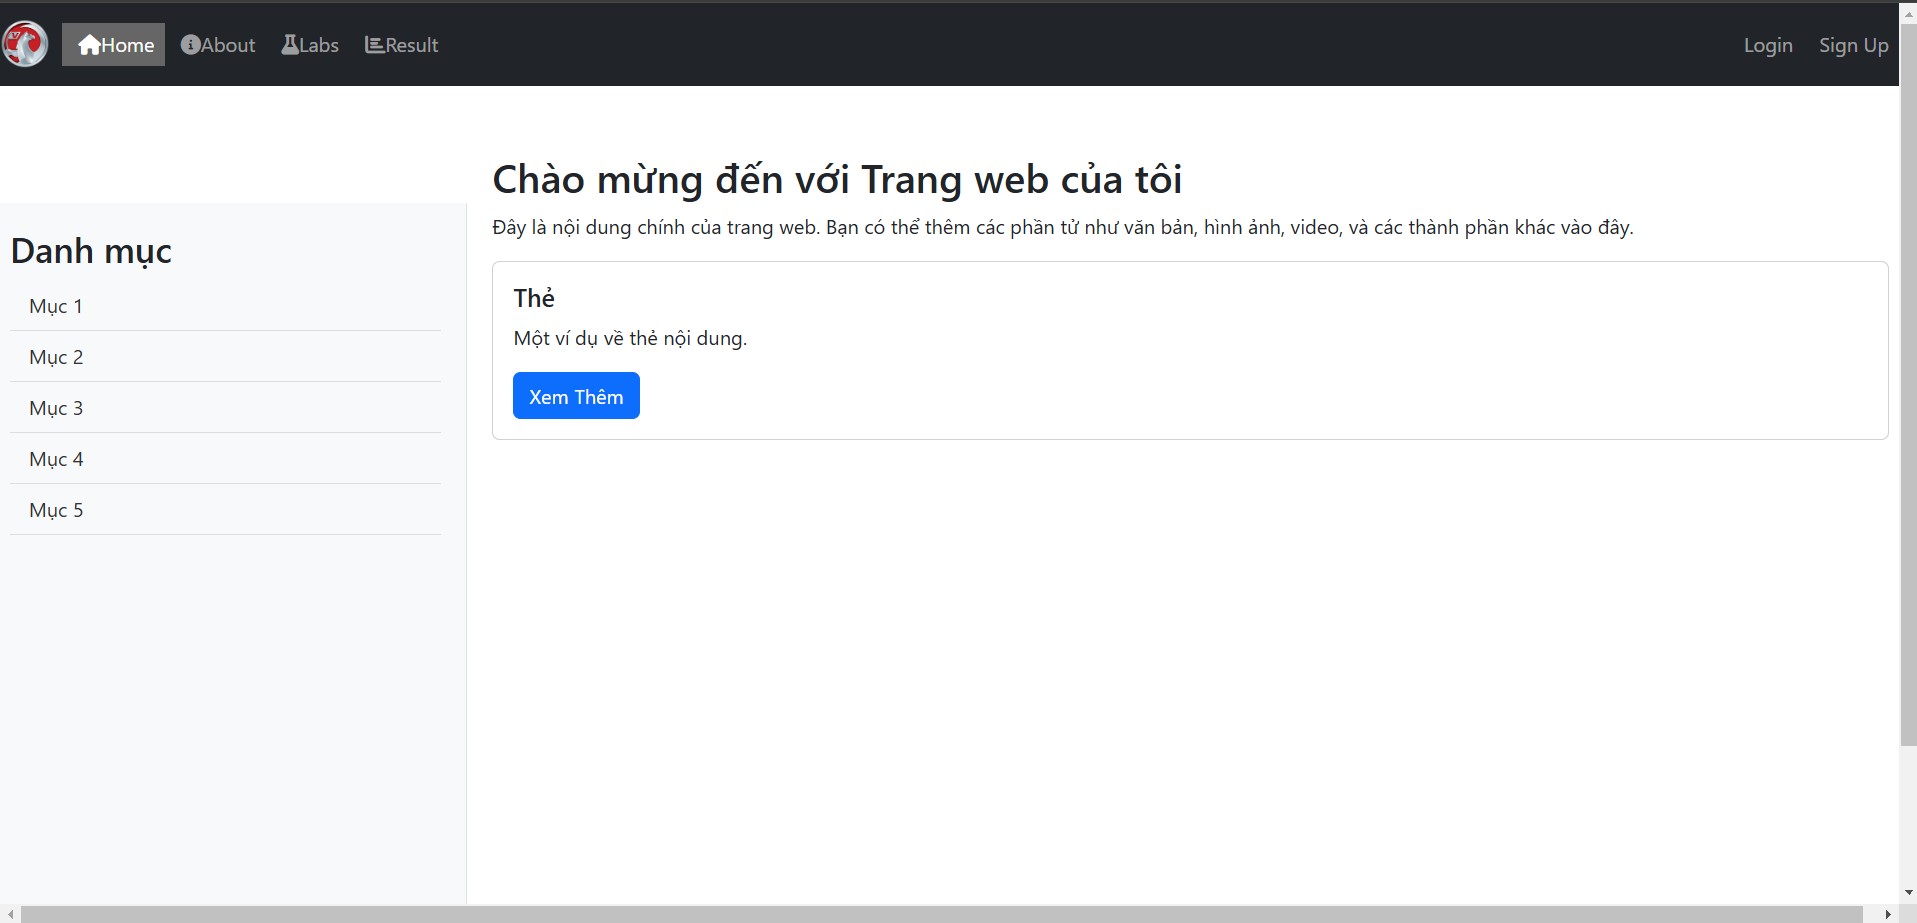 Home About Labs Result Login Sign Up
Chào mừng đến với Trang web của tôi
Đây là nội dung chính của trang web. Bạn có thể thêm các phần tử như văn bản, hình ảnh, video, và các thành phần khác vào đây.
Danh mục
Mục 1
Mục 2
Mục 3
Mục 4
Mục 5
Thẻ
Một ví dụ về thẻ nội dung.
Xem Thêm